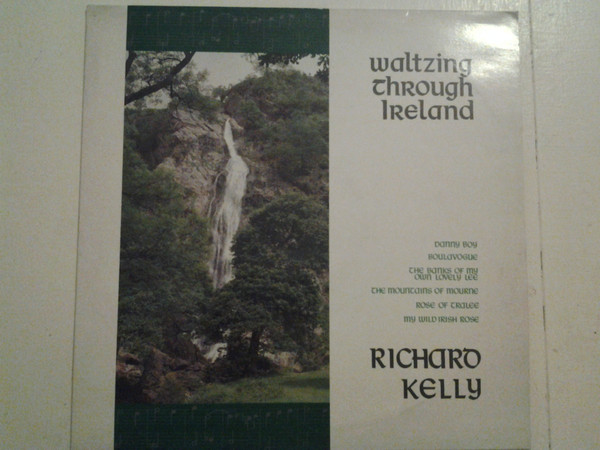 waltzing
through
Ireland
DANNY BOY
BOULAVOGUE
THE BANKS OF MY
OWN LOVELY LEE
THE MOUNTAINS OF MOURNE
ROSE OF TRALEE
MY WILD IRISH ROSE
RICHARD
KELLY